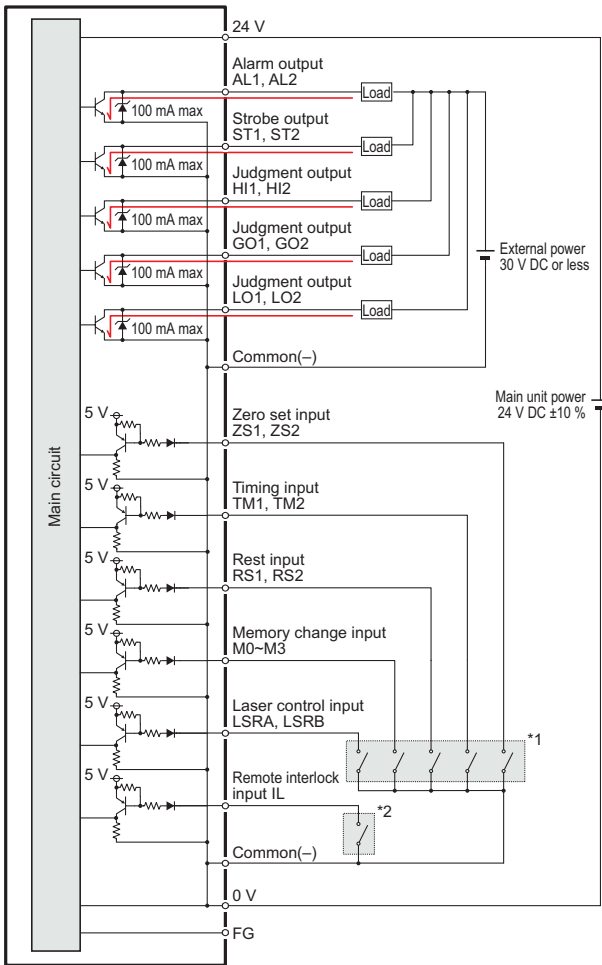 24 V
Alarm output
AL1, AL2
Load
100 mA max
Strobe output
ST1, ST2
Load
100 mA max
Judgment output
HI1, HI2
Load
100 mA max
Judgment output
GO1, GO2
Load
External power
30 V DC or less
100 mA max
Judgment output
LO1, LO2
Load
100 mA max
Common(–)
Main unit power
24 V DC ±10 %
Main circuit
5 V
Zero set input
ZS1, ZS2
5 V
Timing input
TM1, TM2
5 V
Rest input
RS1, RS2
5 V
Memory change input
M0~M3
5 V
Laser control input
LSRA, LSRB
*1
5 V
Remote interlock
input IL
*2
Common(–)
0 V
FG